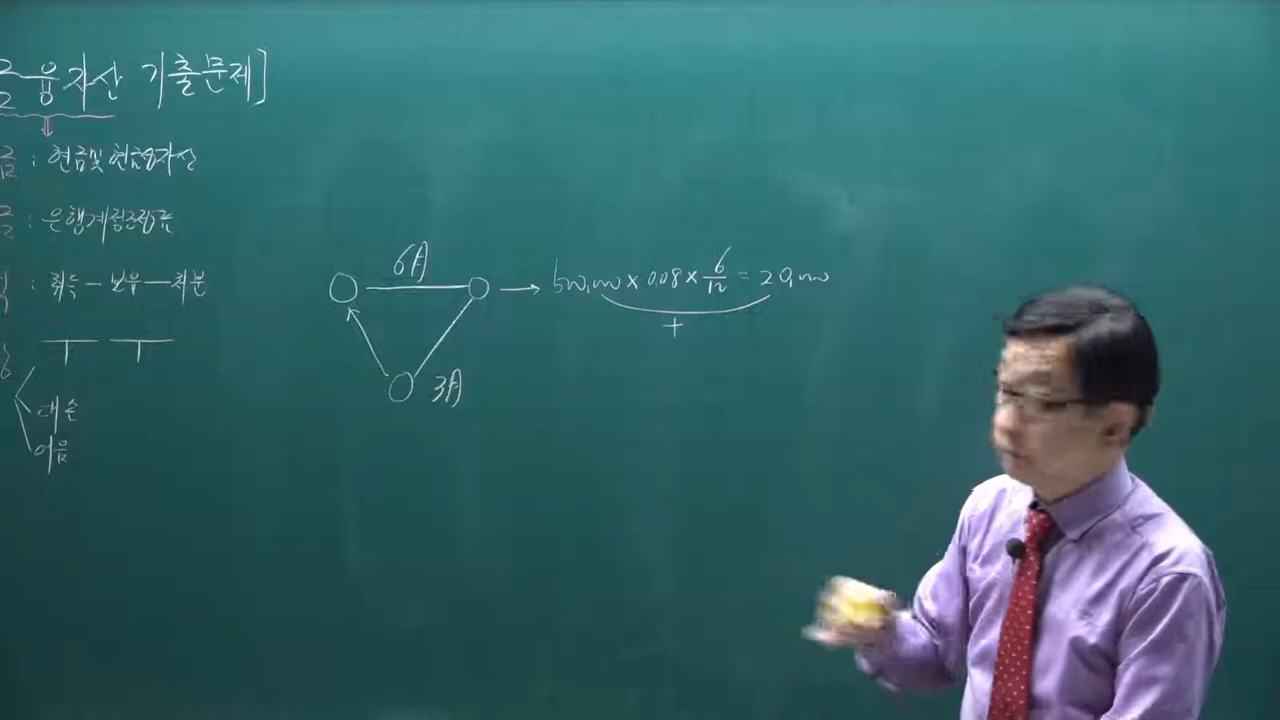 융자산 기출문제]
: 현금및현금성자산
: 은행계정조정표
: 취득 — 보유 — 처분
대손
어음
6月
3月
500,000 × 0.08 × 6/12 = 20,000
+